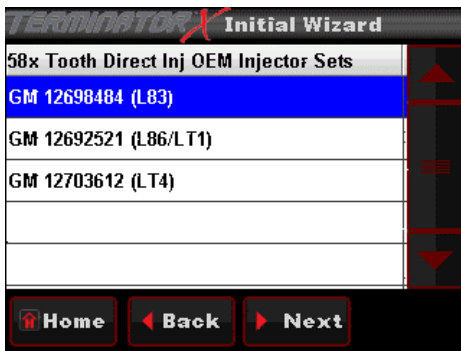 TERMINATOR X Initial Wizard
58x Tooth Direct Inj OEM Injector Sets
GM 12698484 (L83)
GM 12692521 (L86/LT1)
GM 12703612 (LT4)
Home Back Next